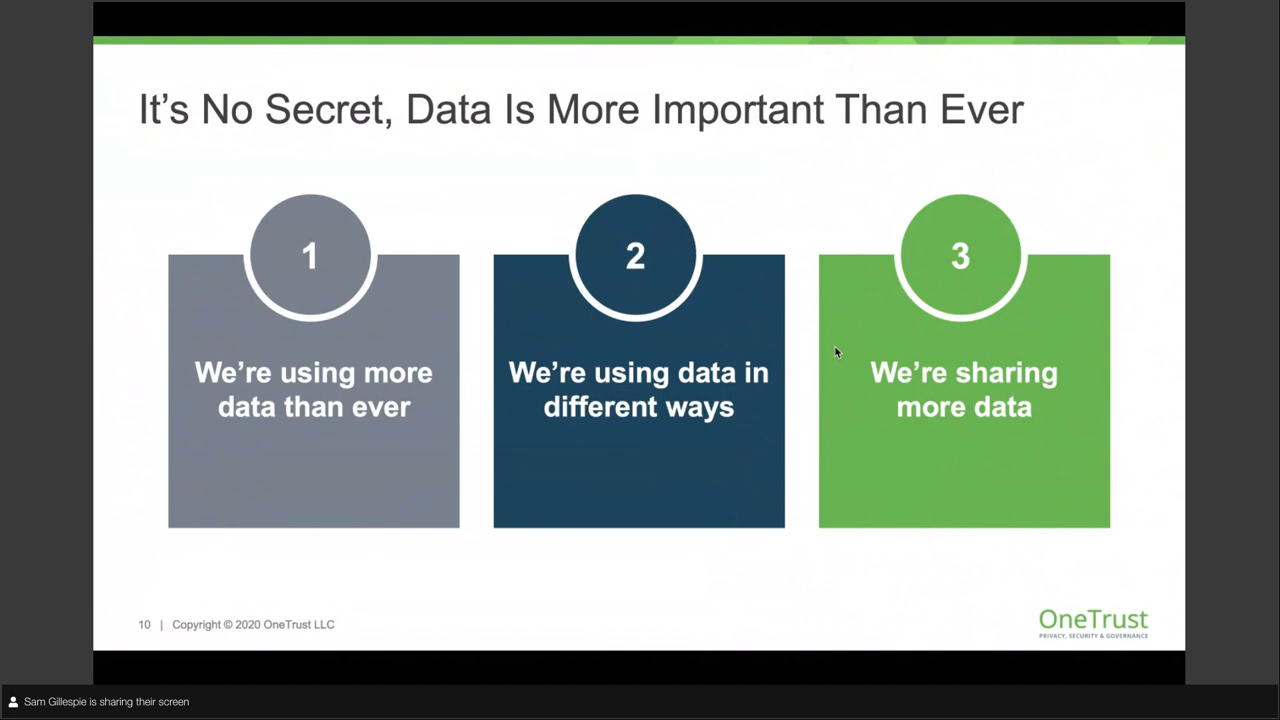 It's No Secret, Data Is More Important Than Ever
1
We're using more
data than ever
2
We're using data in
different ways
3
We're sharing
more data
10 | Copyright © 2020 OneTrust LLC
OneTrust
PRIVACY, SECURITY & GOVERNANCE
Sam Gillespie is sharing their screen